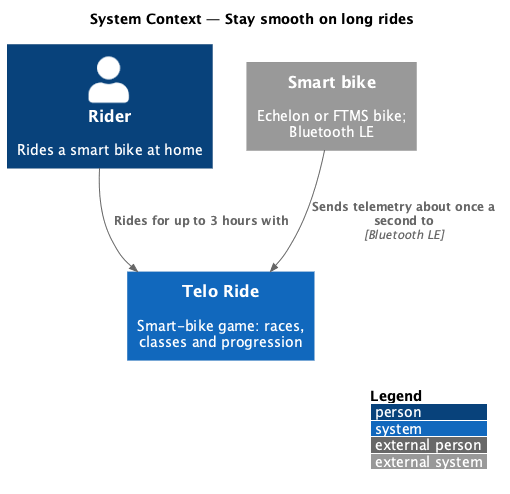 System Context — Stay smooth on long rides
Rider
Rides a smart bike at home
Smart bike
Echelon or FTMS bike;
Bluetooth LE
Rides for up to 3 hours with
Sends telemetry about once a
second to
[Bluetooth LE]
Telo Ride
Smart-bike game: races,
classes and progression
Legend
person
system
external person
external system